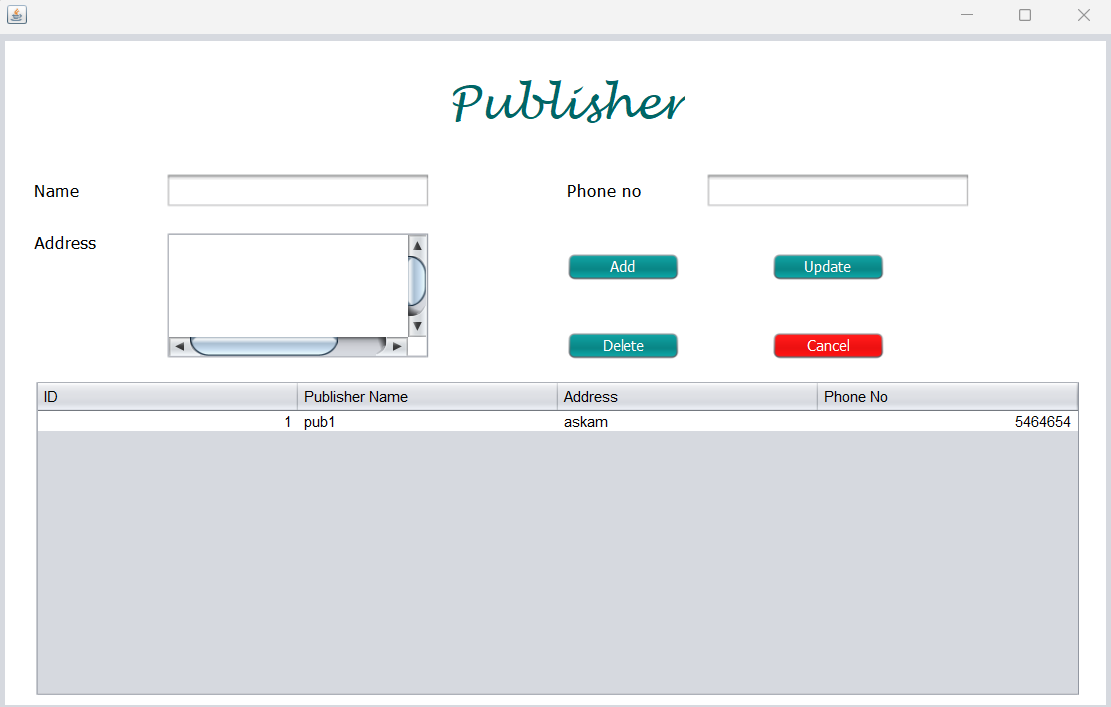 Publisher
Name
Phone no
Address
Add
Update
Delete
Cancel
ID Publisher Name Address Phone No
1 pub1 askam 5464654